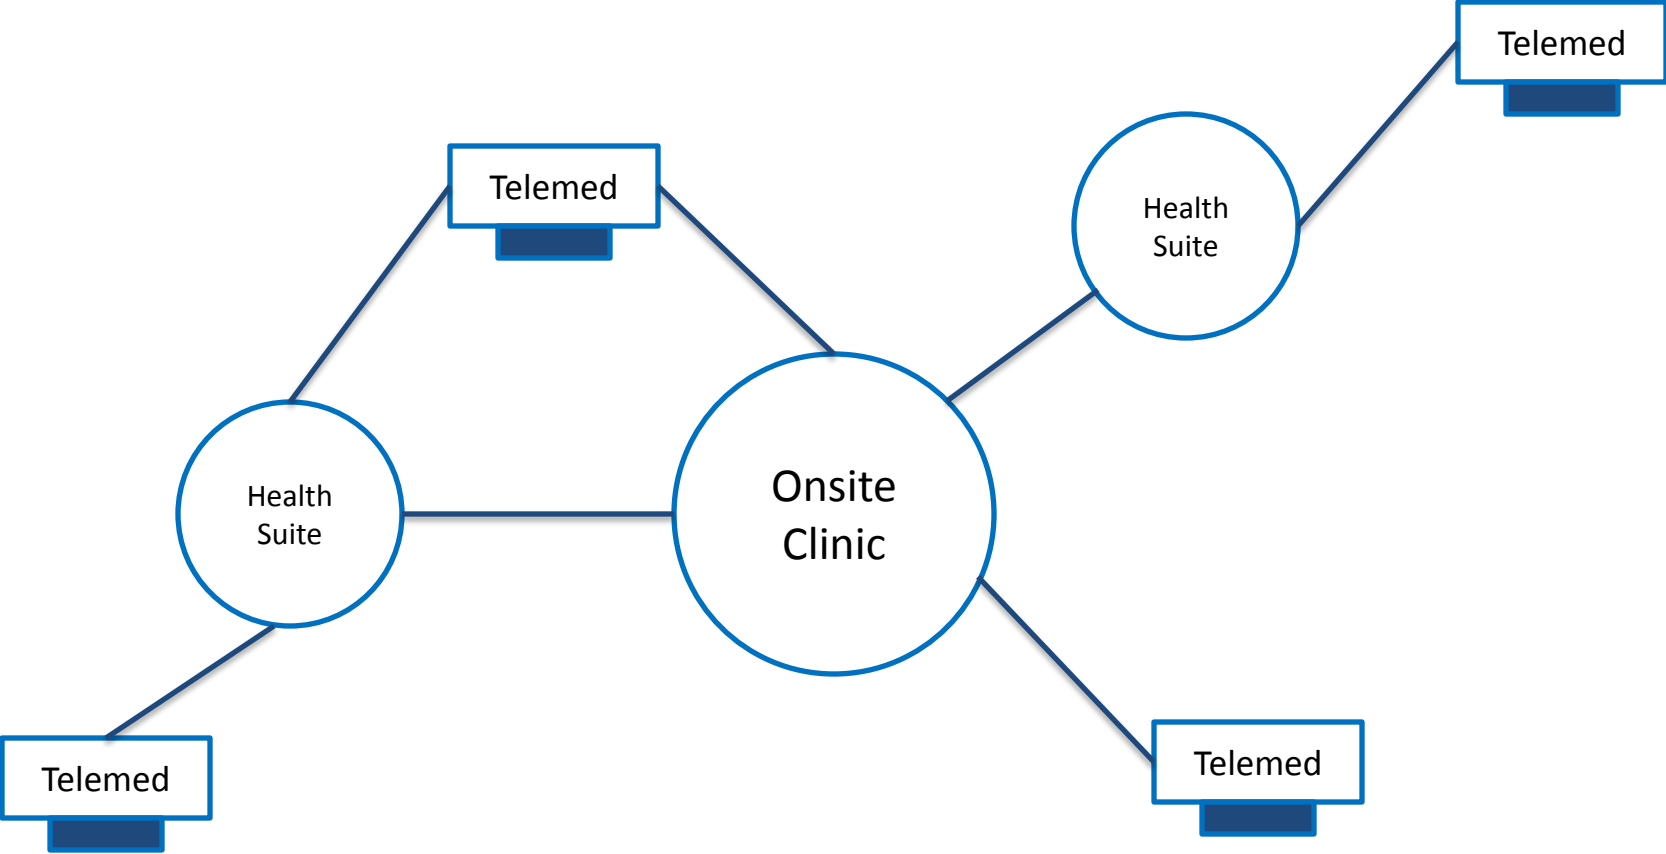 Telemed
Telemed
Health
Suite
Health
Suite
Onsite
Clinic
Telemed
Telemed